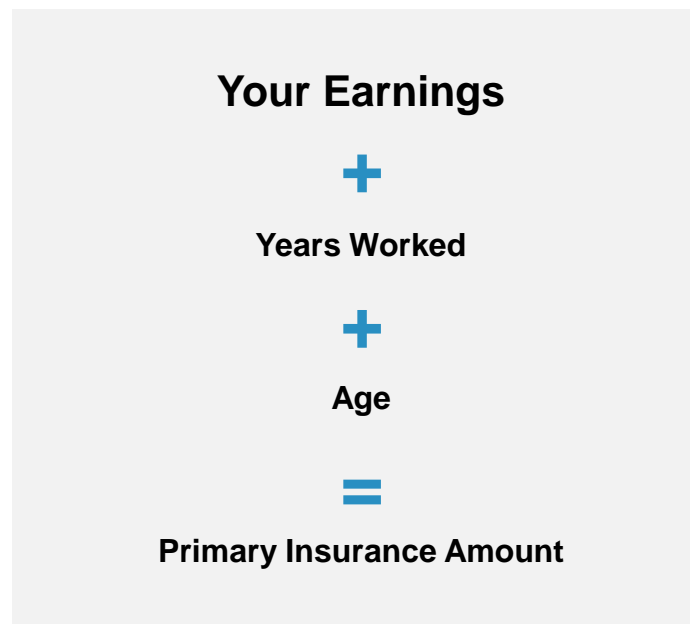 Your Earnings
+
Years Worked
+
Age
=
Primary Insurance Amount